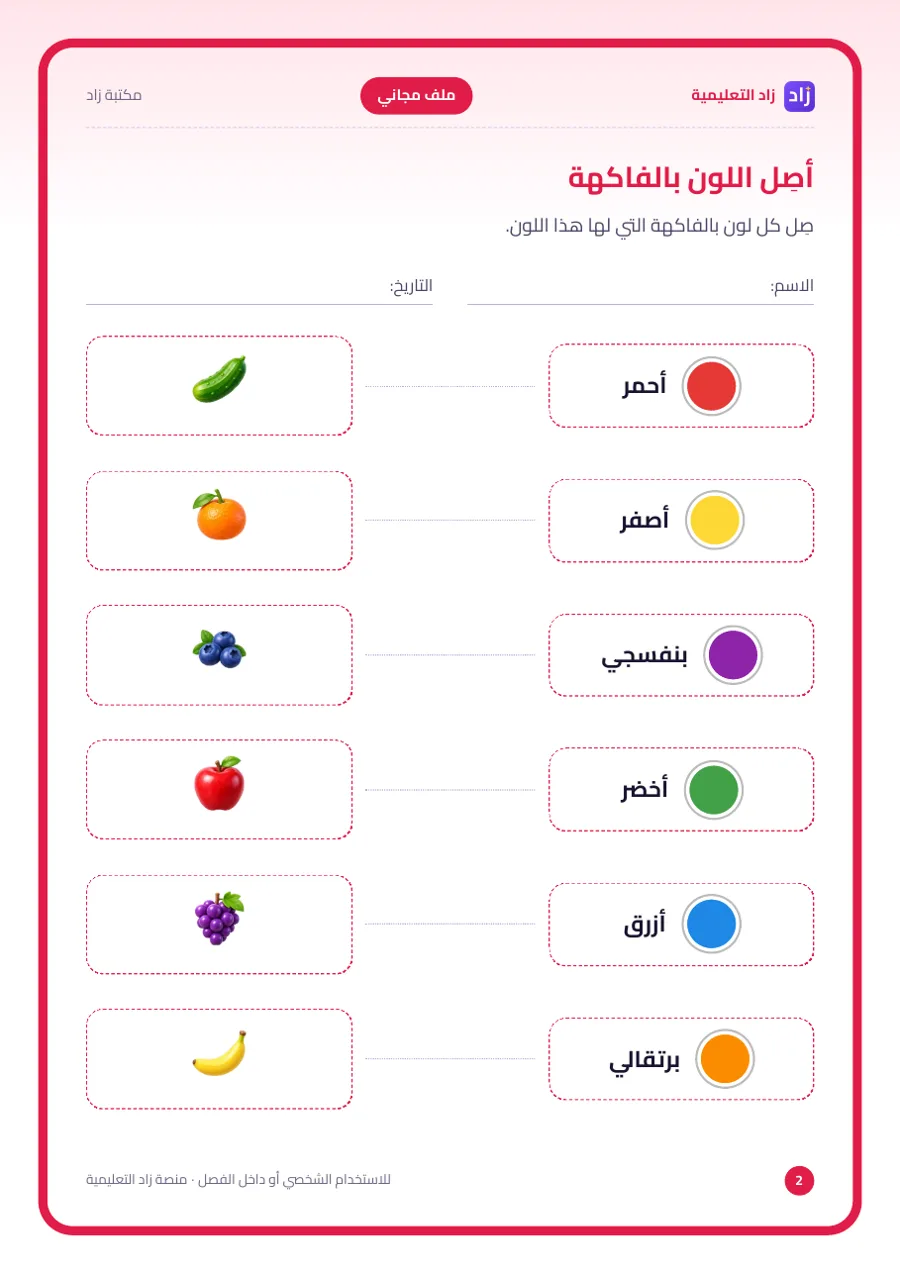 زاد زاد التعليمية
ملف مجاني
مكتبة زاد
أصِل اللون بالفاكهة
صِل كل لون بالفاكهة التي لها هذا اللون.
الاسم:
التاريخ:
أحمر
أصفر
بنفسجي
أخضر
أزرق
برتقالي
2
للاستخدام الشخصي أو داخل الفصل · منصة زاد التعليمية